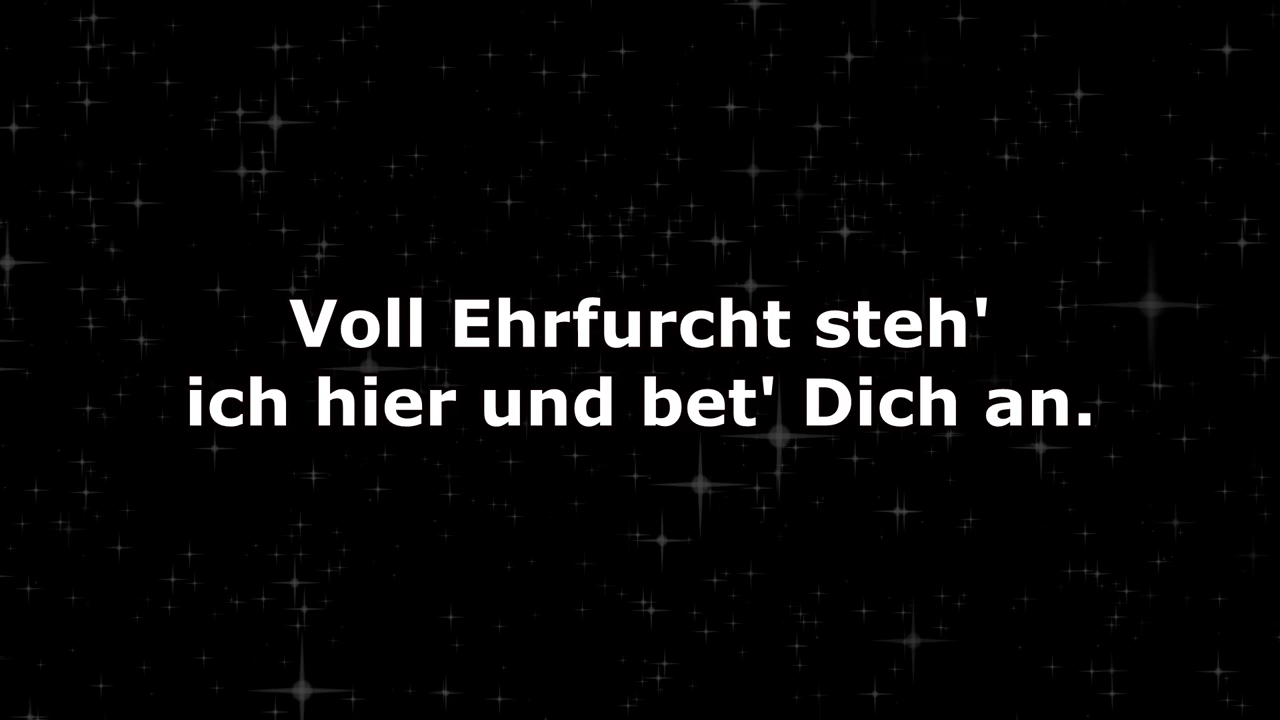 Voll Ehrfurcht steh'
ich hier und bet' Dich an.